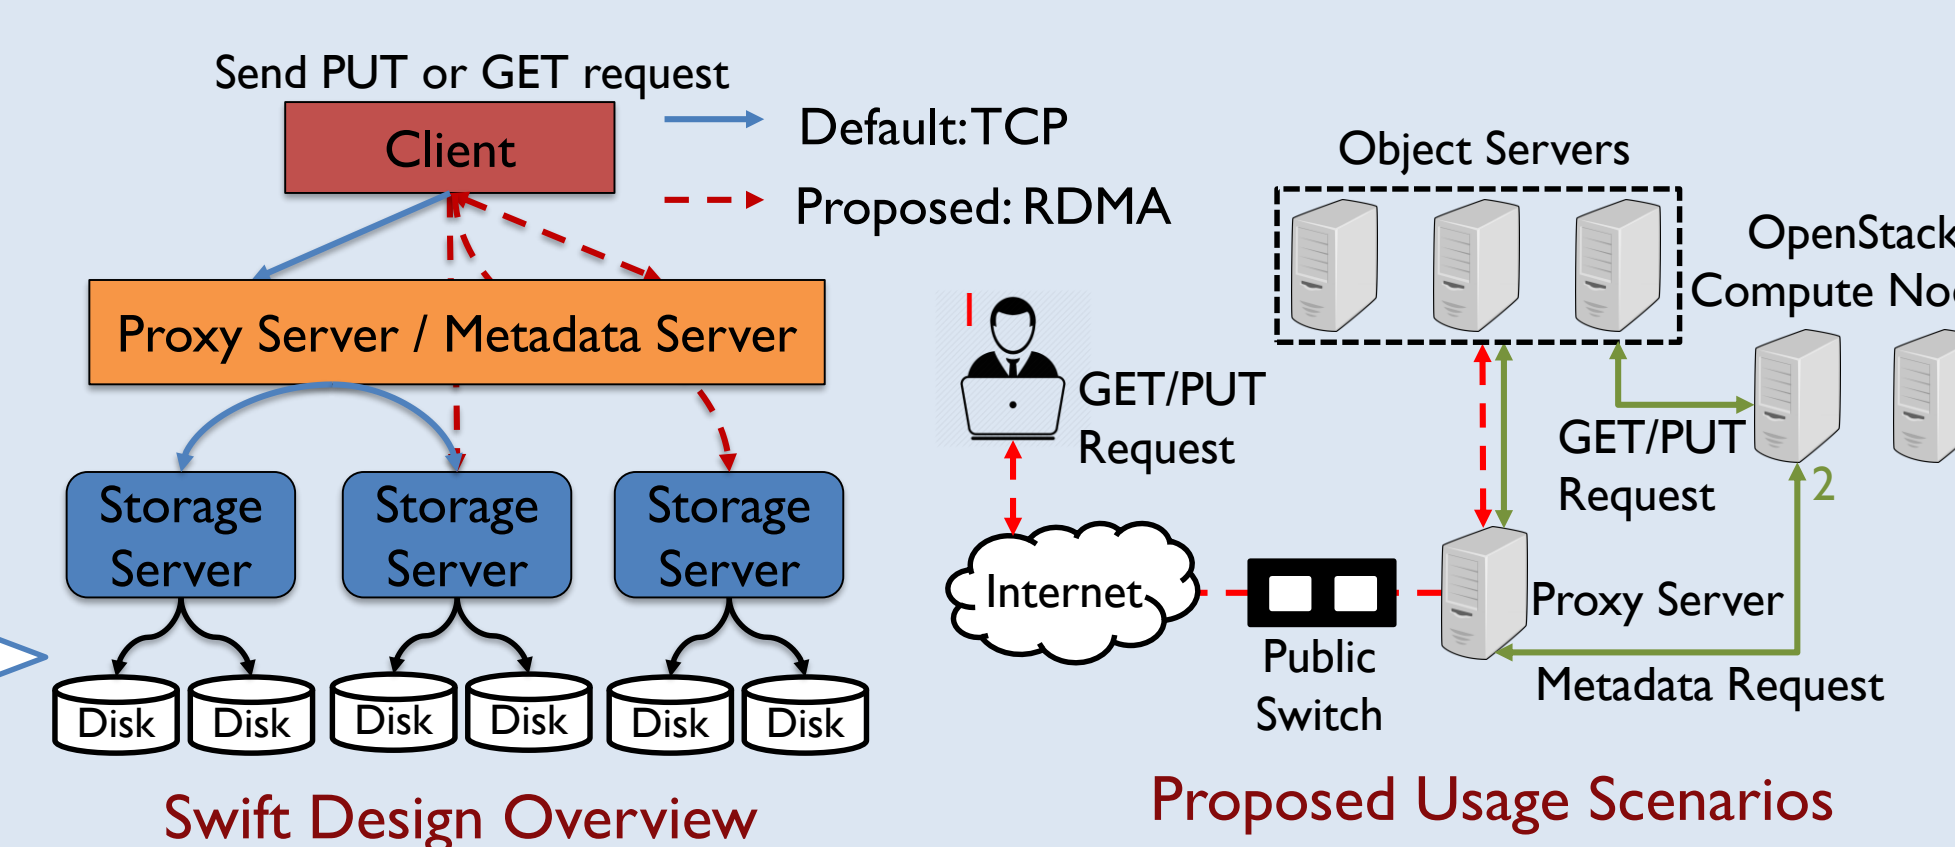 Send PUT or GET request
Client
Default: TCP
Proposed: RDMA
Proxy Server / Metadata Server
Storage
Server
Storage
Server
Storage
Server
Disk
Disk
Disk
Disk
Disk
Disk
Swift Design Overview
Object Servers
OpenStack
Compute
1
GET/PUT
Request
GET/PUT
Request
2
Internet
Public
Switch
Proxy Server
Metadata Request
Proposed Usage Scenarios